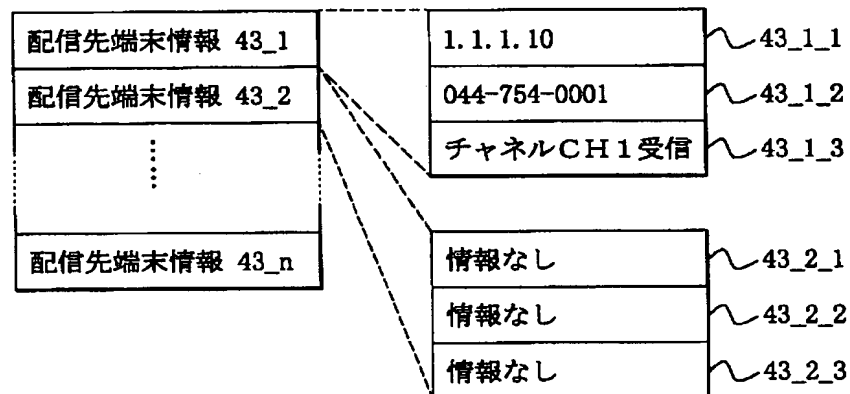 配信先端末情報 43_1
配信先端末情報 43_2
配信先端末情報 43_n
1.1.1.10 43_1_1
044-754-0001 43_1_2
チャネルCH1受信 43_1_3
情報なし 43_2_1
情報なし 43_2_2
情報なし 43_2_3